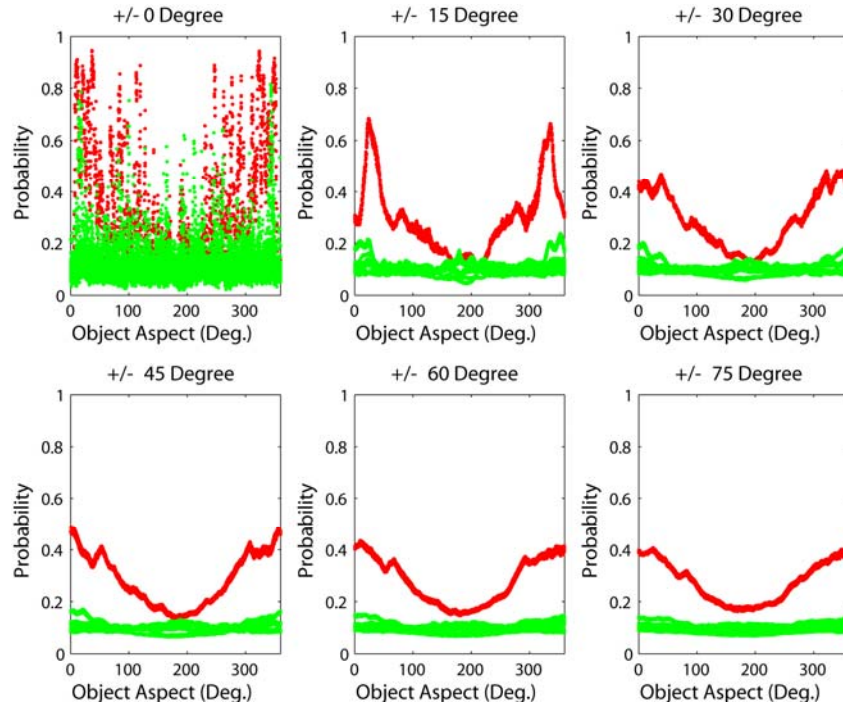 +/- 0 Degree
+/- 15 Degree
+/- 30 Degree
1
0.8
0.6
0.4
0.2
0
Probability
0 100 200 300
Object Aspect (Deg.)
1
0.8
0.6
0.4
0.2
0
Probability
0 100 200 300
Object Aspect (Deg.)
1
0.8
0.6
0.4
0.2
0
Probability
0 100 200 300
Object Aspect (Deg.)
+/- 45 Degree
+/- 60 Degree
+/- 75 Degree
1
0.8
0.6
0.4
0.2
0
Probability
0 100 200 300
Object Aspect (Deg.)
1
0.8
0.6
0.4
0.2
0
Probability
0 100 200 300
Object Aspect (Deg.)
1
0.8
0.6
0.4
0.2
0
Probability
0 100 200 300
Object Aspect (Deg.)